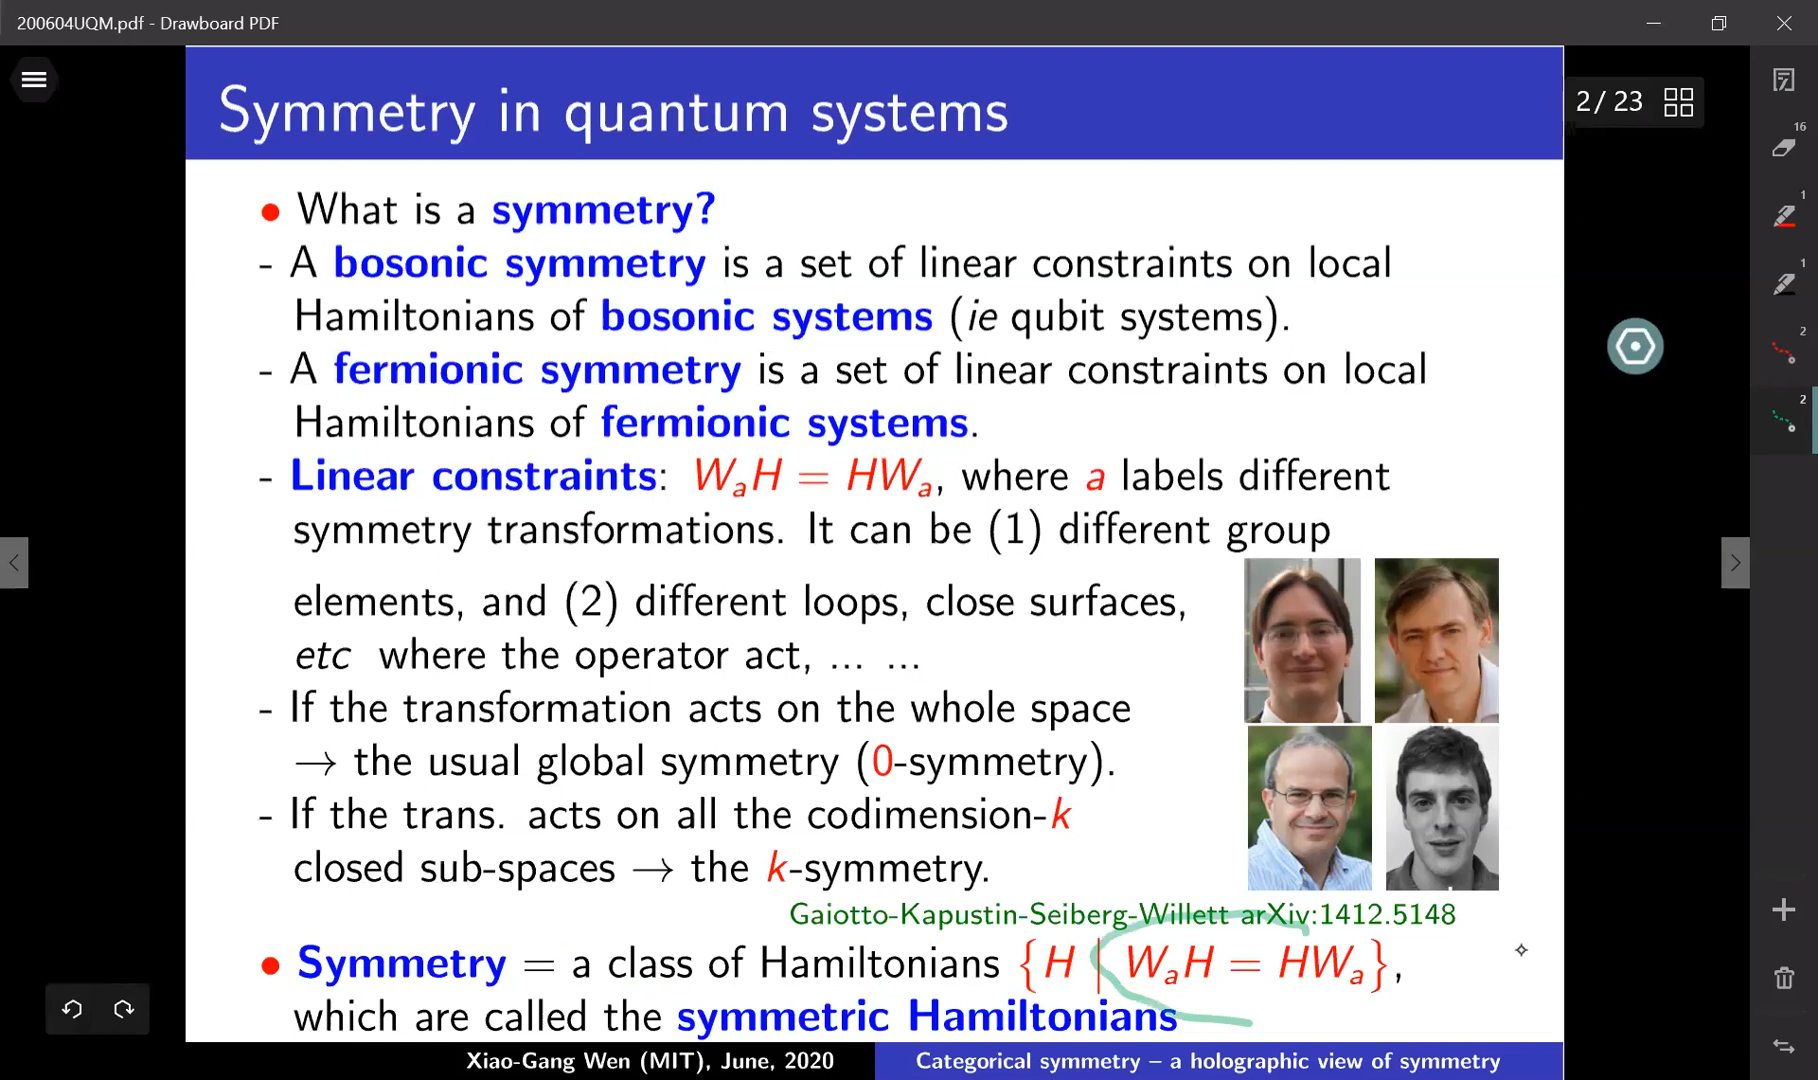 200604UQM.pdf - Drawboard PDF
Symmetry in quantum systems
2 / 23
16
1
1
2
2
• What is a symmetry?
- A bosonic symmetry is a set of linear constraints on local
Hamiltonians of bosonic systems (ie qubit systems).
- A fermionic symmetry is a set of linear constraints on local
Hamiltonians of fermionic systems.
- Linear constraints: WₐH = HWₐ, where a labels different
symmetry transformations. It can be (1) different group
elements, and (2) different loops, close surfaces,
etc where the operator act, ... ...
- If the transformation acts on the whole space
→ the usual global symmetry (0-symmetry).
- If the trans. acts on all the codimension-k
closed sub-spaces → the k-symmetry.
Gaiotto-Kapustin-Seiberg-Willett arXiv:1412.5148
• Symmetry = a class of Hamiltonians {H | WₐH = HWₐ},
which are called the symmetric Hamiltonians
Xiao-Gang Wen (MIT), June, 2020
Categorical symmetry – a holographic view of symmetry